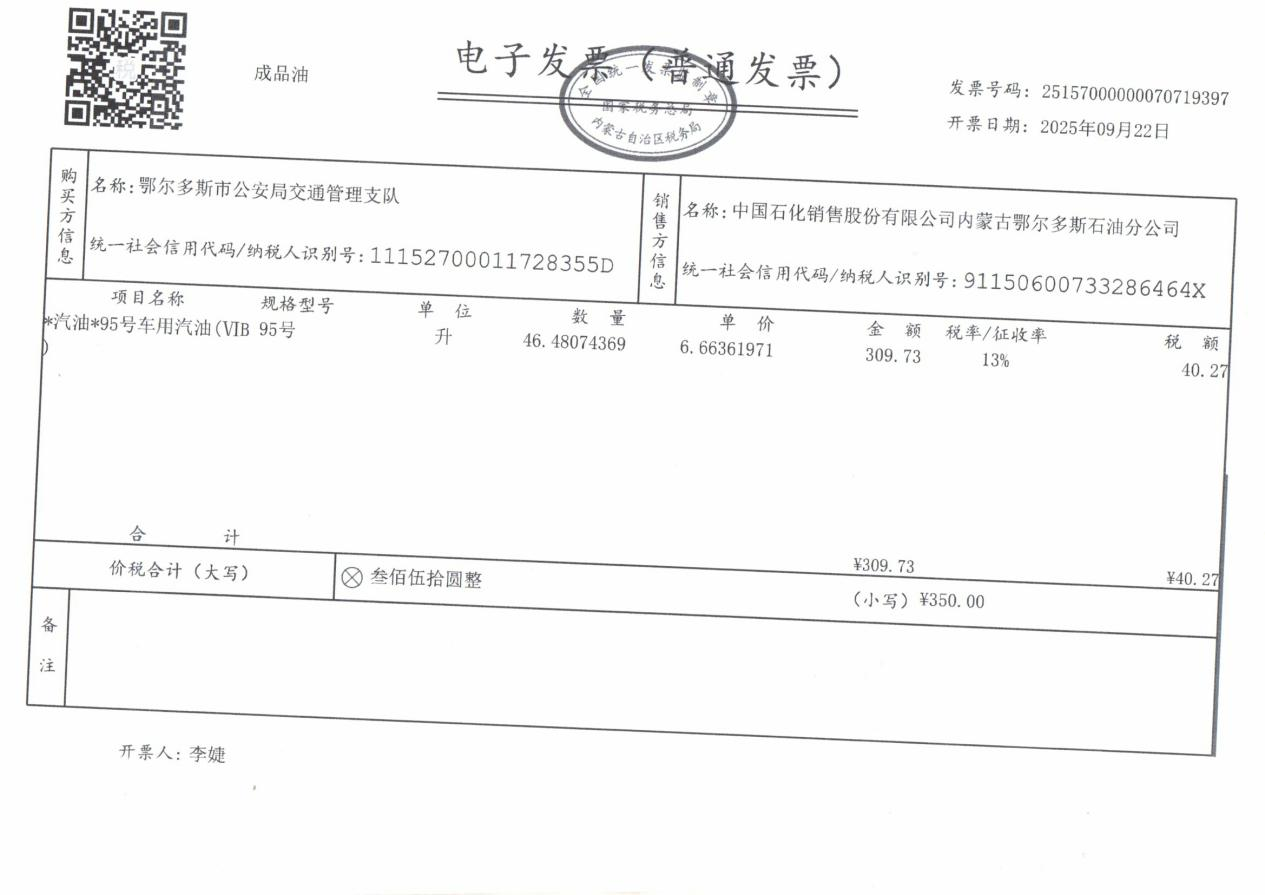 税
成品油
电子发票（普通发票）
全国统一发票监制章
国家税务总局
内蒙古自治区税务局
发票号码：25157000000070719397
开票日期：2025年09月22日
购买方信息
名称：鄂尔多斯市公安局交通管理支队
统一社会信用代码/纳税人识别号：11152700011728355D
销售方信息
名称：中国石化销售股份有限公司内蒙古鄂尔多斯石油分公司
统一社会信用代码/纳税人识别号：91150600733286464X
项目名称 规格型号 单位 数量 单价 金额 税率/征收率 税额
*汽油*95号车用汽油(VIB 95号 升 46.48074369 6.66361971 309.73 13% 40.27
)
合计 ¥309.73 ¥40.27
价税合计（大写） ⊗ 叁佰伍拾圆整 （小写）¥350.00
备注
开票人：李婕